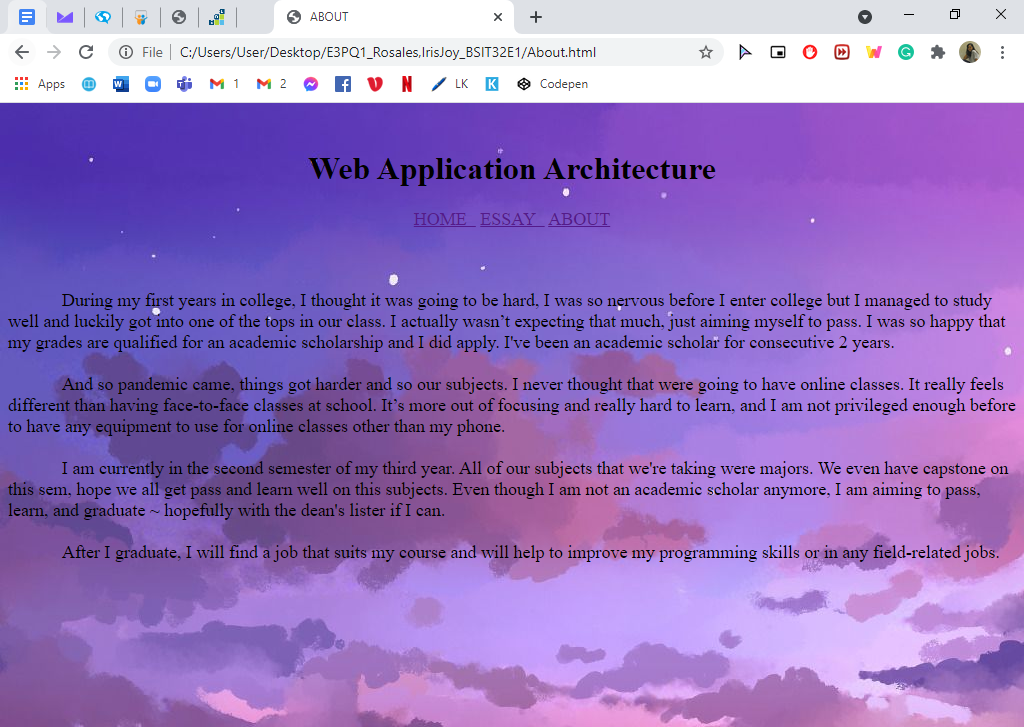 ABOUT
File C:/Users/User/Desktop/E3PQ1_Rosales,IrisJoy_BSIT32E1/About.html
Apps 1 2 LK Codepen
Web Application Architecture
HOME ESSAY ABOUT
During my first years in college, I thought it was going to be hard, I was so nervous before I enter college but I managed to study
well and luckily got into one of the tops in our class. I actually wasn’t expecting that much, just aiming myself to pass. I was so happy that
my grades are qualified for an academic scholarship and I did apply. I've been an academic scholar for consecutive 2 years.
And so pandemic came, things got harder and so our subjects. I never thought that were going to have online classes. It really feels
different than having face-to-face classes at school. It’s more out of focusing and really hard to learn, and I am not privileged enough before
to have any equipment to use for online classes other than my phone.
I am currently in the second semester of my third year. All of our subjects that we're taking were majors. We even have capstone on
this sem, hope we all get pass and learn well on this subjects. Even though I am not an academic scholar anymore, I am aiming to pass,
learn, and graduate ~ hopefully with the dean's lister if I can.
After I graduate, I will find a job that suits my course and will help to improve my programming skills or in any field-related jobs.